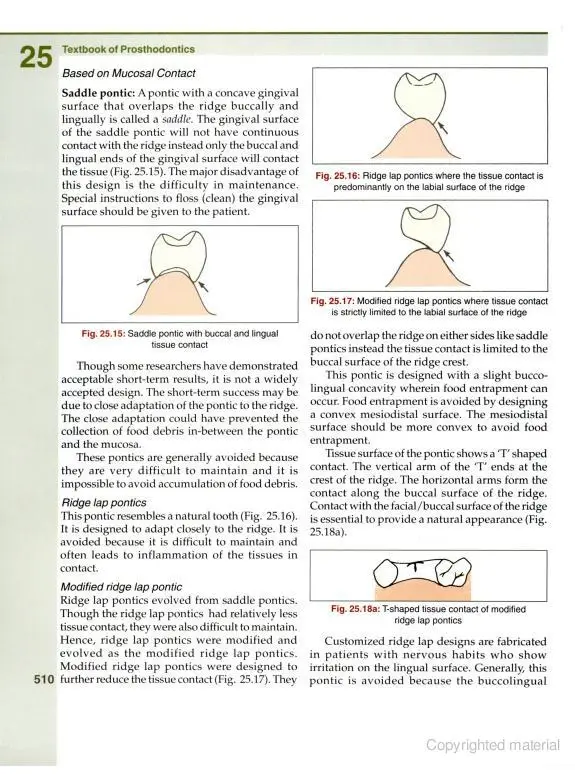 25
Textbook of Prosthodontics
Based on Mucosal Contact
Saddle pontic: A pontic with a concave gingival
surface that overlaps the ridge buccally and
lingually is called a saddle. The gingival surface
of the saddle pontic will not have continuous
contact with the ridge instead only the buccal and
lingual ends of the gingival surface will contact
the tissue (Fig. 25.15). The major disadvantage of
this design is the difficulty in maintenance.
Special instructions to floss (clean) the gingival
surface should be given to the patient.
Fig. 25.15: Saddle pontic with buccal and lingual
tissue contact
Though some researchers have demonstrated
acceptable short-term results, it is not a widely
accepted design. The short-term success may be
due to close adaptation of the pontic to the ridge.
The close adaptation could have prevented the
collection of food debris in-between the pontic
and the mucosa.
These pontics are generally avoided because
they are very difficult to maintain and it is
impossible to avoid accumulation of food debris.
Ridge lap pontics
This pontic resembles a natural tooth (Fig. 25.16).
It is designed to adapt closely to the ridge. It is
avoided because it is difficult to maintain and
often leads to inflammation of the tissues in
contact.
Modified ridge lap pontic
Ridge lap pontics evolved from saddle pontics.
Though the ridge lap pontics had relatively less
tissue contact, they were also difficult to maintain.
Hence, ridge lap pontics were modified and
evolved as the modified ridge lap pontics.
Modified ridge lap pontics were designed to
510 further reduce the tissue contact (Fig. 25.17). They
Fig. 25.16: Ridge lap pontics where the tissue contact is
predominantly on the labial surface of the ridge
Fig. 25.17: Modified ridge lap pontics where tissue contact
is strictly limited to the labial surface of the ridge
do not overlap the ridge on either sides like saddle
pontics instead the tissue contact is limited to the
buccal surface of the ridge crest.
This pontic is designed with a slight bucco-
lingual concavity wherein food entrapment can
occur. Food entrapment is avoided by designing
a convex mesiodistal surface. The mesiodistal
surface should be more convex to avoid food
entrapment.
Tissue surface of the pontic shows a 'T' shaped
contact. The vertical arm of the 'T' ends at the
crest of the ridge. The horizontal arms form the
contact along the buccal surface of the ridge.
Contact with the facial/buccal surface of the ridge
is essential to provide a natural appearance (Fig.
25.18a).
Fig. 25.18a: T-shaped tissue contact of modified
ridge lap pontics
Customized ridge lap designs are fabricated
in patients with nervous habits who show
irritation on the lingual surface. Generally, this
pontic is avoided because the buccolingual
Copyrighted material